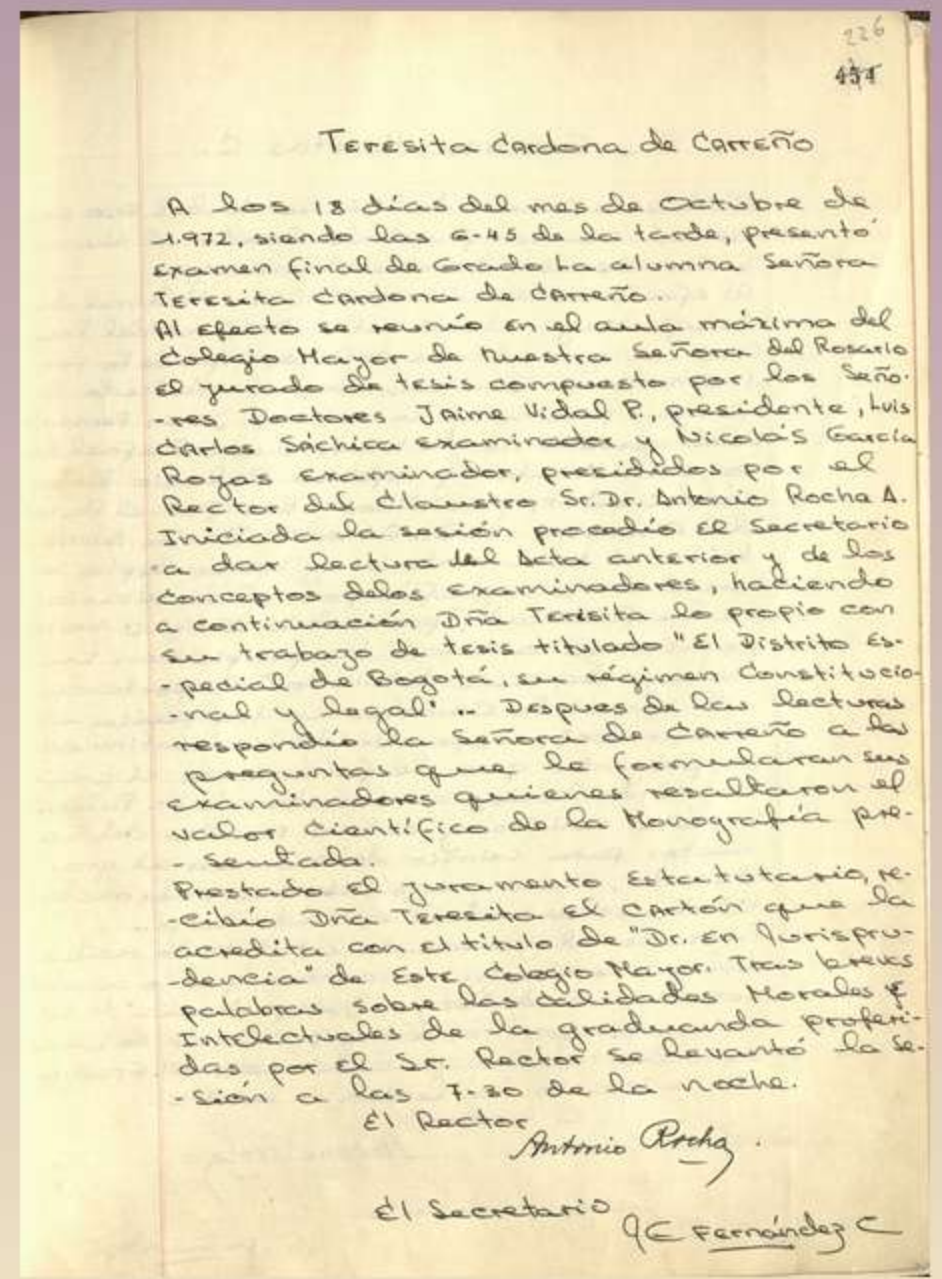 226
454
Teresita Cardona de Carreño
A los 18 días del mes de Octubre de
1.972, siendo las 6-45 de la tarde, presentó
examen final de Grado La alumna Señora
Teresita Cardona de Carreño.
Al efecto se reunió en el aula máxima del
Colegio Mayor de Nuestra Señora del Rosario
el jurado de tesis compuesto por los Seño-
-res Doctores Jaime Vidal P., presidente, Luis
Carlos Sáchica examinador y Nicolás García
Rojas examinador, presididos por el
Rector del Claustro Sr. Dr. Antonio Rocha A.
Iniciada la sesión procedió el Secretario
a dar lectura del Acta anterior y de los
conceptos delos examinadores, haciendo
a continuación Dña Teresita lo propio con
su trabajo de tesis titulado "El Distrito Es-
-pecial de Bogotá, su régimen Constitucio-
-nal y legal" .. Despues de las lecturas
respondió la Señora de Carreño a las
preguntas que le formularan sus
examinadores quienes resaltaron el
valor científico de la Monografía pre-
-sentada.
Prestado el juramento Estatutario, re-
-cibió Dña Teresita el cartón que la
acredita con el título de "Dr. en Jurispru-
-dencia" de Este Colegio Mayor. Tras breves
palabras sobre las calidades Morales E
Intelectuales de la graduanda proferi-
das por el Sr. Rector se levantó la se-
-sión a las 7-30 de la noche.
El Rector
Antonio Rocha.
El Secretario
JE Fernández C